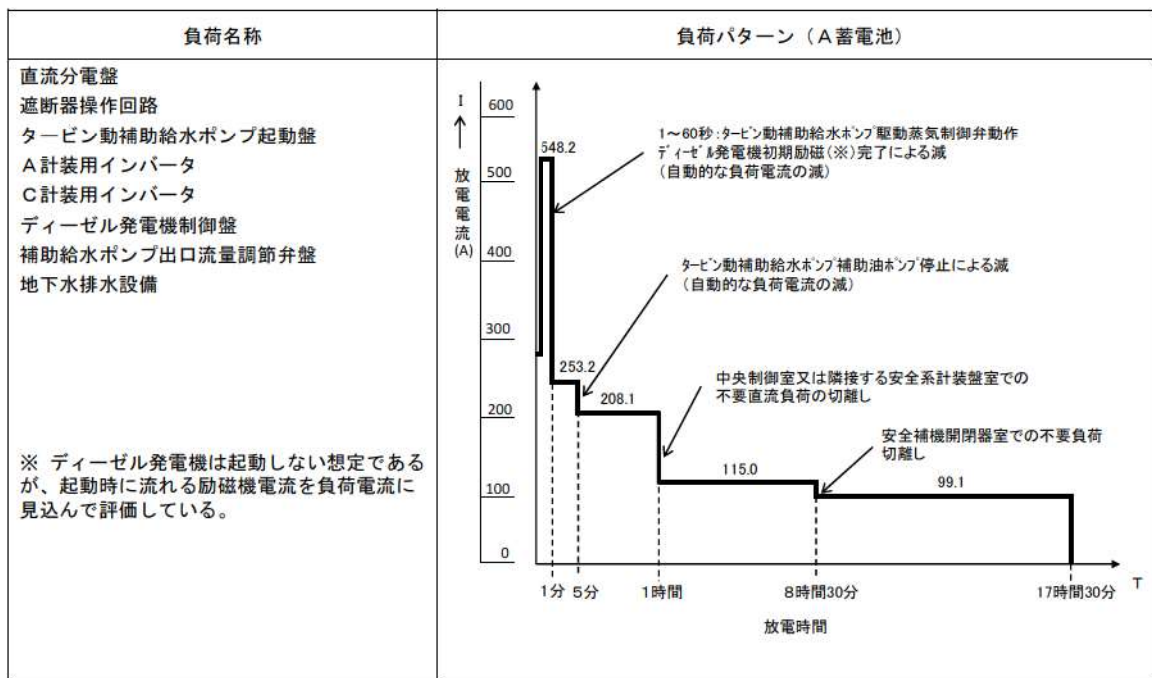 負荷名称
負荷パターン（Ａ蓄電池）
直流分電盤
遮断器操作回路
タービン動補助給水ポンプ起動盤
Ａ計装用インバータ
Ｃ計装用インバータ
ディーゼル発電機制御盤
補助給水ポンプ出口流量調節弁盤
地下水排水設備
※ ディーゼル発電機は起動しない想定である
が、起動時に流れる励磁機電流を負荷電流に
見込んで評価している。
I
↑
放電電流(A)
600
500
400
300
200
100
0
548.2
1～60秒：ﾀｰﾋﾞﾝ動補助給水ﾎﾟﾝﾌﾟ駆動蒸気制御弁動作
ﾃﾞｨｰｾﾞﾙ発電機初期励磁(※)完了による減
(自動的な負荷電流の減)
ﾀｰﾋﾞﾝ動補助給水ﾎﾟﾝﾌﾟ補助油ﾎﾟﾝﾌﾟ停止による減
(自動的な負荷電流の減)
253.2
208.1
中央制御室又は隣接する安全系計装盤室での
不要直流負荷の切離し
安全補機開閉器室での不要負荷
切離し
115.0
99.1
1分 5分 1時間 8時間30分 17時間30分
T
放電時間